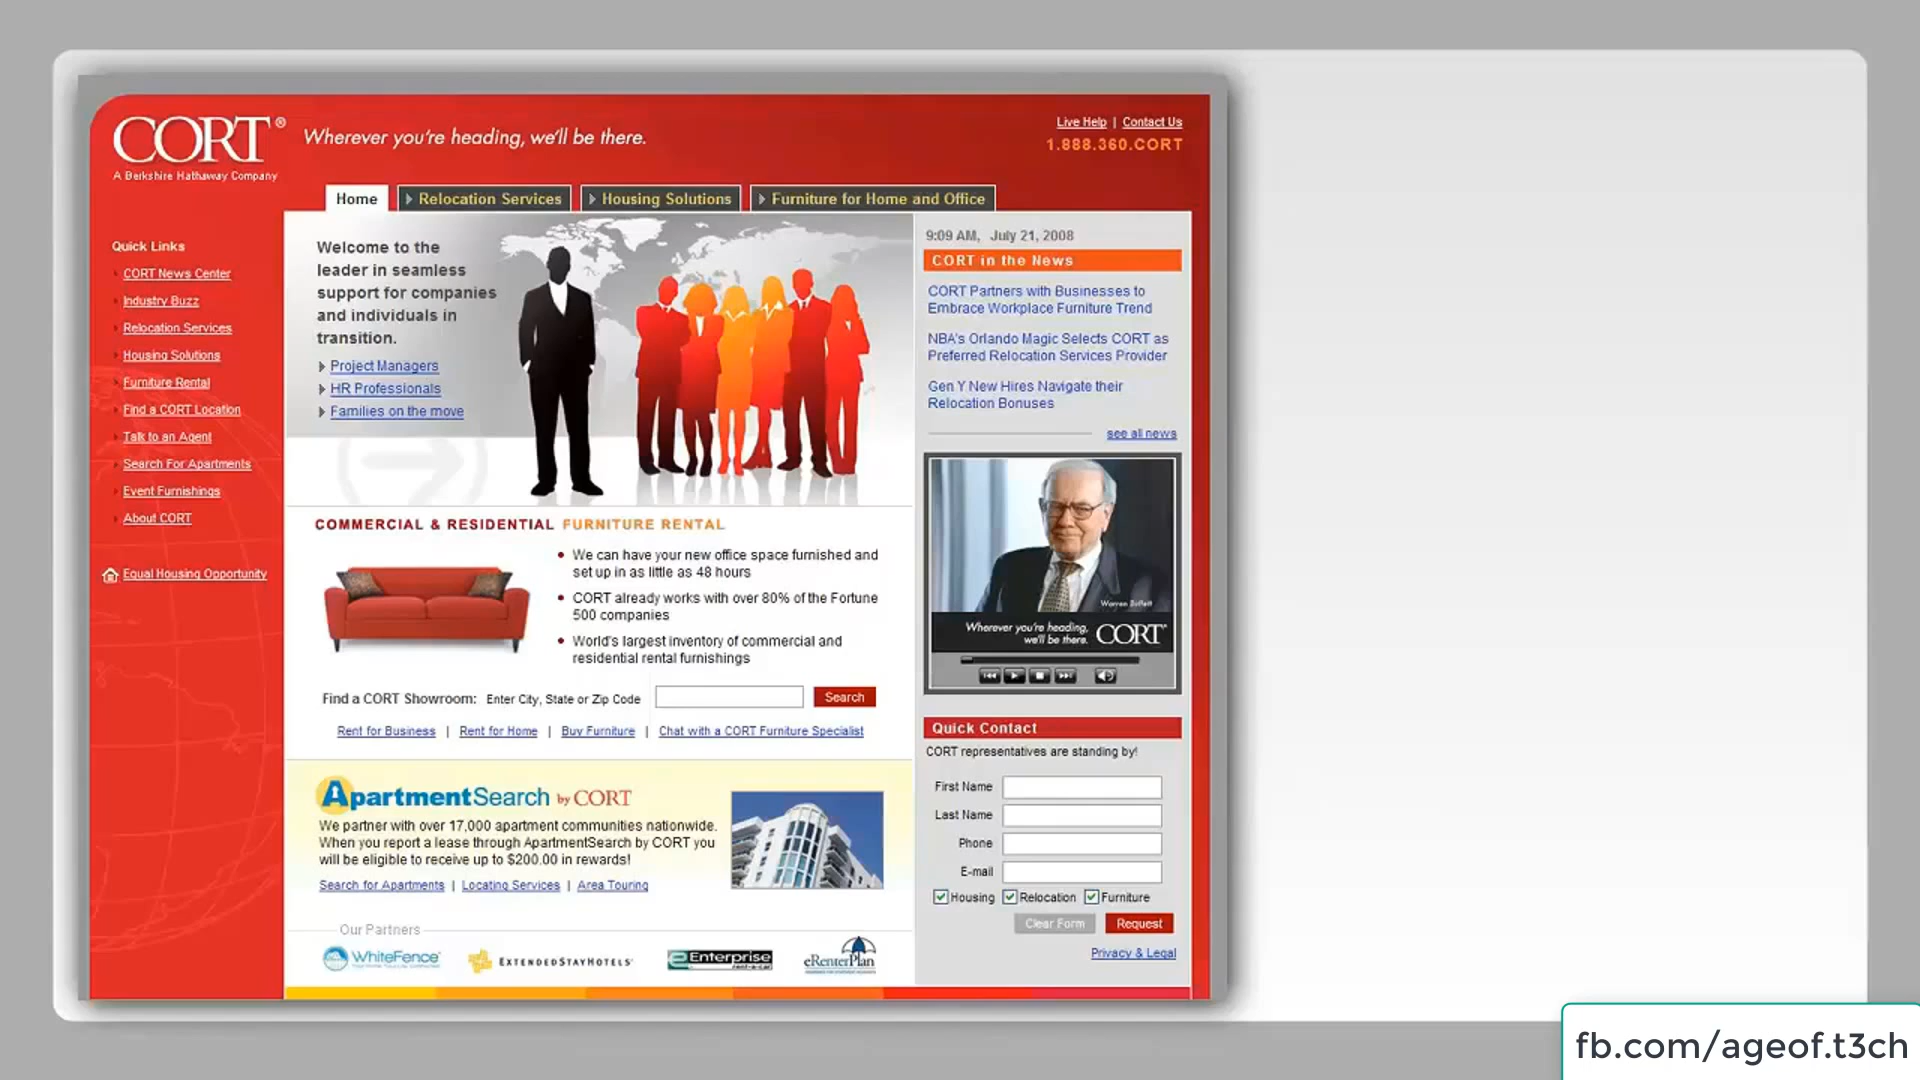 CORT®
A Berkshire Hathaway Company
Wherever you're heading, we'll be there.
Live Help | Contact Us
1.888.360.CORT
Home
Relocation Services
Housing Solutions
Furniture for Home and Office
Quick Links
CORT News Center
Industry Buzz
Relocation Services
Housing Solutions
Furniture Rental
Find a CORT Location
Talk to an Agent
Search For Apartments
Event Furnishings
About CORT
Equal Housing Opportunity
Welcome to the
leader in seamless
support for companies
and individuals in
transition.
Project Managers
HR Professionals
Families on the move
COMMERCIAL & RESIDENTIAL FURNITURE RENTAL
• We can have your new office space furnished and
set up in as little as 48 hours
• CORT already works with over 80% of the Fortune
500 companies
• World's largest inventory of commercial and
residential rental furnishings
Find a CORT Showroom: Enter City, State or Zip Code
Search
Rent for Business | Rent for Home | Buy Furniture | Chat with a CORT Furniture Specialist
ApartmentSearch by CORT
We partner with over 17,000 apartment communities nationwide.
When you report a lease through ApartmentSearch by CORT you
will be eligible to receive up to $200.00 in rewards!
Search for Apartments | Locating Services | Area Touring
Our Partners
WhiteFence
EXTENDEDSTAYHOTELS
Enterprise
rent-a-car
eRenterPlan
9:09 AM, July 21, 2008
CORT in the News
CORT Partners with Businesses to
Embrace Workplace Furniture Trend
NBA's Orlando Magic Selects CORT as
Preferred Relocation Services Provider
Gen Y New Hires Navigate their
Relocation Bonuses
see all news
Warren Buffett
Wherever you're heading,
we'll be there. CORT
Quick Contact
CORT representatives are standing by!
First Name
Last Name
Phone
E-mail
Housing Relocation Furniture
Clear Form Request
Privacy & Legal
fb.com/ageof.t3ch